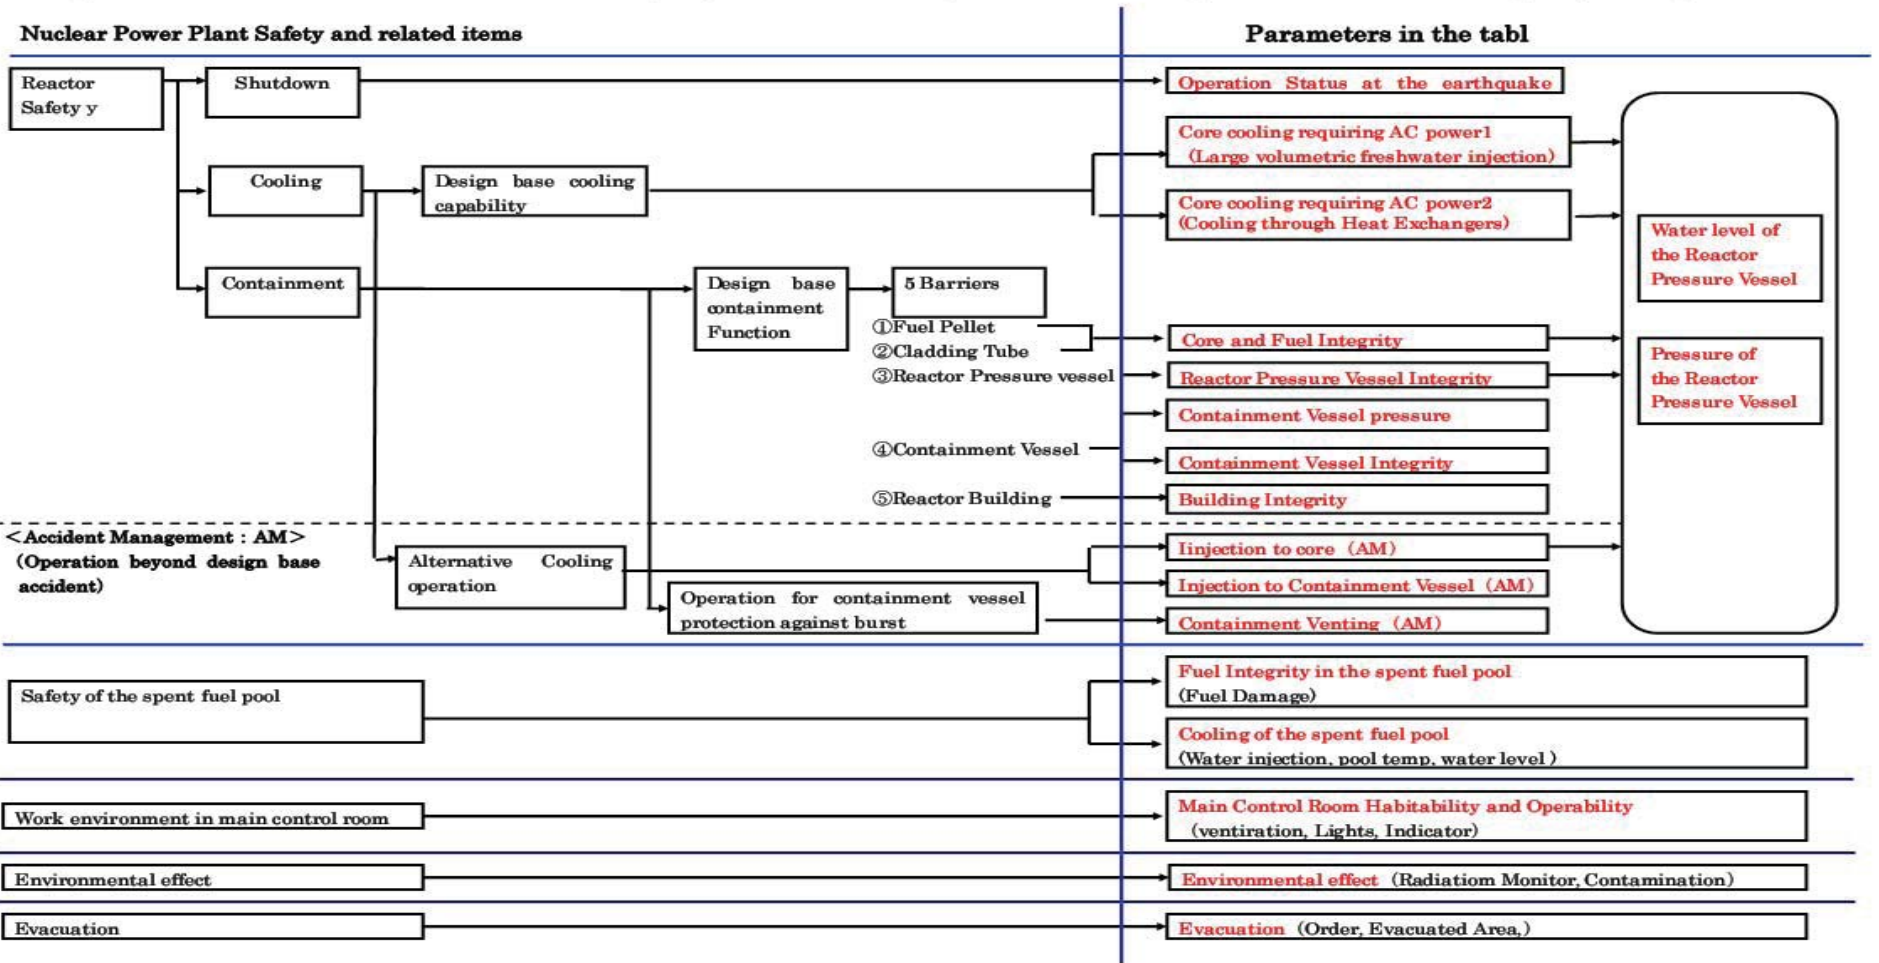 Nuclear Power Plant Safety and related items
Parameters in the tabl
Reactor
Safety y
Shutdown
Operation Status at the earthquake
Core cooling requiring AC power1
(Large volumetric freshwater injection)
Cooling
Design base cooling
capability
Core cooling requiring AC power2
(Cooling through Heat Exchangers)
Water level of
the Reactor
Pressure Vessel
Containment
Design base
containment
Function
5 Barriers
①Fuel Pellet
②Cladding Tube
③Reactor Pressure vessel
Core and Fuel Integrity
Reactor Pressure Vessel Integrity
Pressure of
the Reactor
Pressure Vessel
Containment Vessel pressure
④Containment Vessel
Containment Vessel Integrity
⑤Reactor Building
Building Integrity
<Accident Management : AM>
(Operation beyond design base
accident)
Alternative Cooling
operation
Iinjection to core (AM)
Injection to Containment Vessel (AM)
Operation for containment vessel
protection against burst
Containment Venting (AM)
Safety of the spent fuel pool
Fuel Integrity in the spent fuel pool
(Fuel Damage)
Cooling of the spent fuel pool
(Water injection, pool temp, water level )
Work environment in main control room
Main Control Room Habitability and Operability
(ventiration, Lights, Indicator)
Environmental effect
Environmental effect (Radiatiom Monitor, Contamination)
Evacuation
Evacuation (Order, Evacuated Area,)